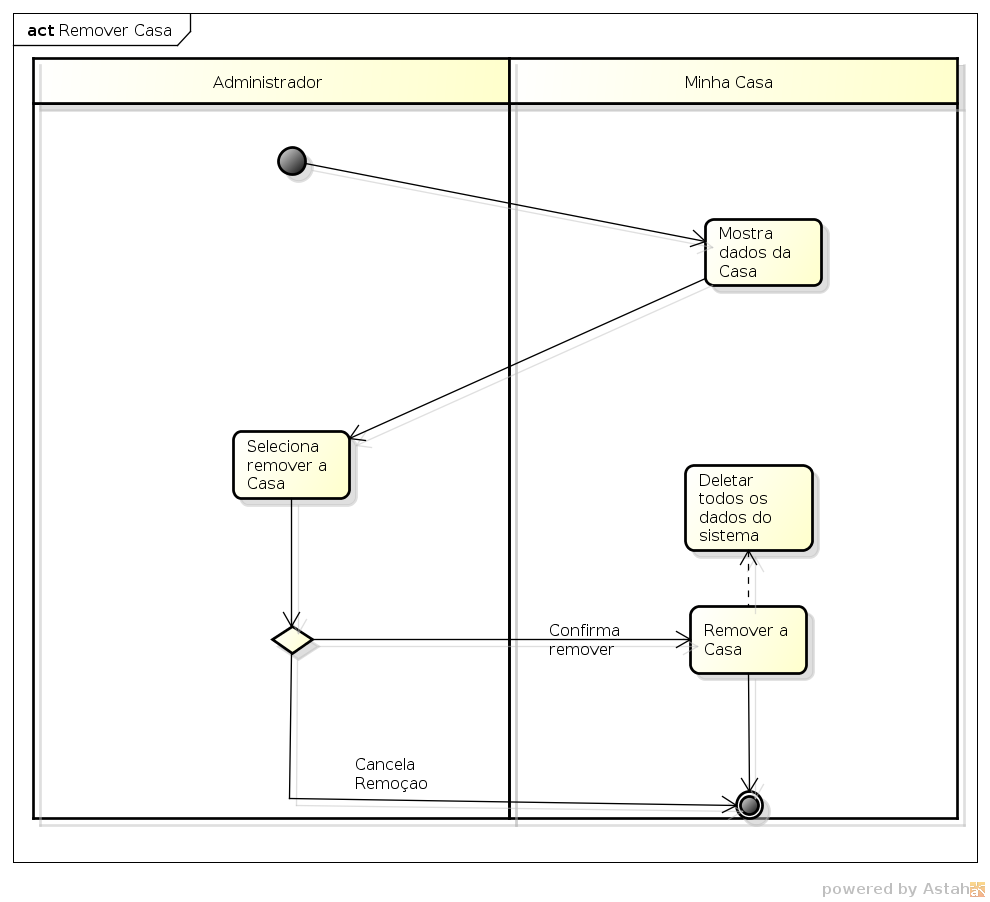 act Remover Casa
Administrador
Minha Casa
Mostra
dados da
Casa
Seleciona
remover a
Casa
Deletar
todos os
dados do
sistema
Confirma
remover
Remover a
Casa
Cancela
Remoçao
powered by Astah